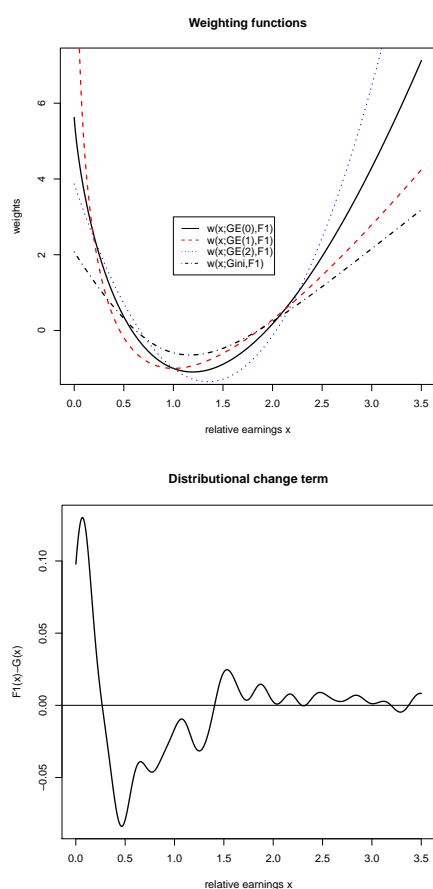 Weighting functions
weights
6
4
2
0
w(x;GE(0),F1)
w(x;GE(1),F1)
w(x;GE(2),F1)
w(x;Gini,F1)
0.0 0.5 1.0 1.5 2.0 2.5 3.0 3.5
relative earnings x
Distributional change term
F1(x)−G(x)
0.10
0.05
0.00
−0.05
0.0 0.5 1.0 1.5 2.0 2.5 3.0 3.5
relative earnings x